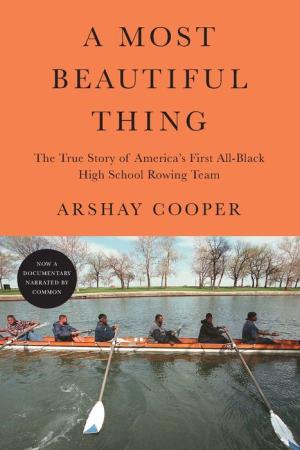 A MOST
BEAUTIFUL
THING
The True Story of America's First All-Black
High School Rowing Team
ARSHAY COOPER
NOW A
DOCUMENTARY
NARRATED BY
COMMON